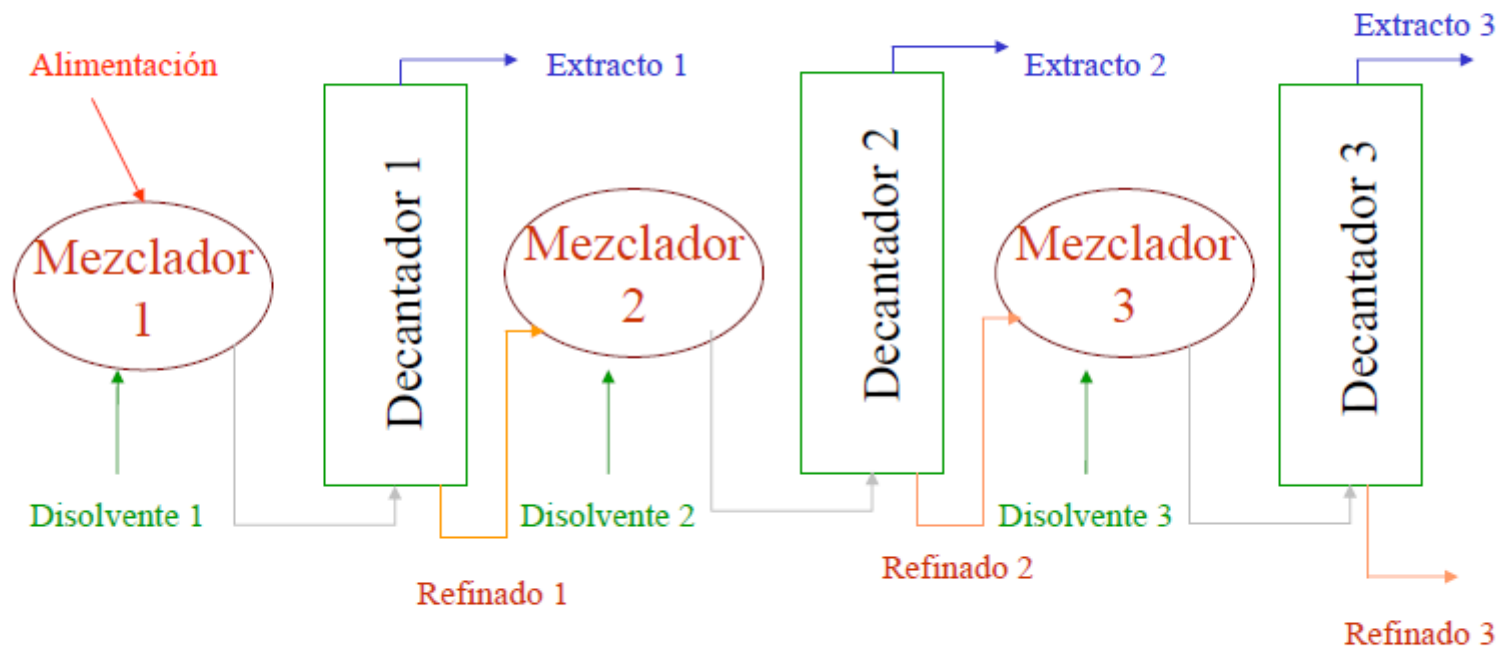 Extracto 3
Alimentación
Extracto 1
Extracto 2
Decantador 1
Decantador 2
Decantador 3
Mezclador
1
Mezclador
2
Mezclador
3
Disolvente 1
Disolvente 2
Disolvente 3
Refinado 1
Refinado 2
Refinado 3